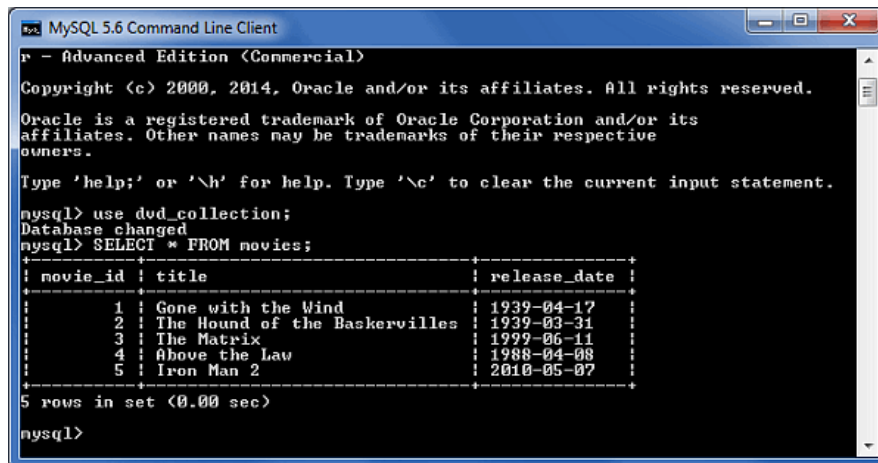 MySQL 5.6 Command Line Client
r - Advanced Edition (Commercial)
Copyright (c) 2000, 2014, Oracle and/or its affiliates. All rights reserved.
Oracle is a registered trademark of Oracle Corporation and/or its
affiliates. Other names may be trademarks of their respective
owners.
Type 'help;' or '\h' for help. Type '\c' to clear the current input statement.
mysql> use dvd_collection;
Database changed
mysql> SELECT * FROM movies;
+----------+------------------------------+--------------+
| movie_id | title                        | release_date |
+----------+------------------------------+--------------+
|        1 | Gone with the Wind           | 1939-04-17   |
|        2 | The Hound of the Baskervilles | 1939-03-31   |
|        3 | The Matrix                   | 1999-06-11   |
|        4 | Above the Law                | 1988-04-08   |
|        5 | Iron Man 2                   | 2010-05-07   |
+----------+------------------------------+--------------+
5 rows in set (0.00 sec)
mysql>